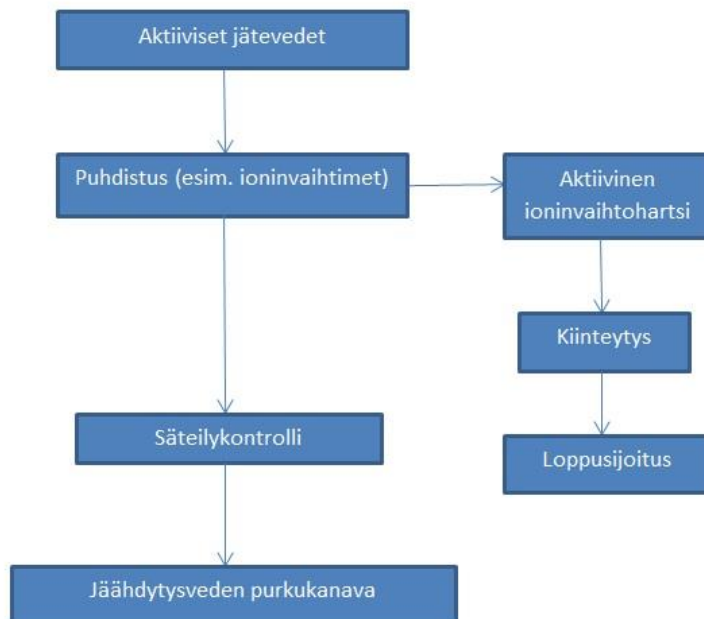 Aktiiviset jätevedet
Puhdistus (esim. ioninvaihtimet)
Aktiivinen
ioninvaihtohartsi
Kiinteytys
Säteilykontrolli
Loppusijoitus
Jäähdytysveden purkukanava